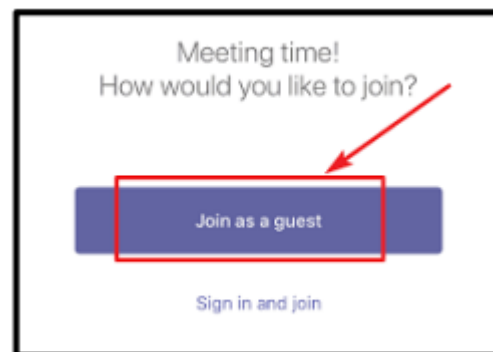 Meeting time!
How would you like to join?
Join as a guest
Sign in and join